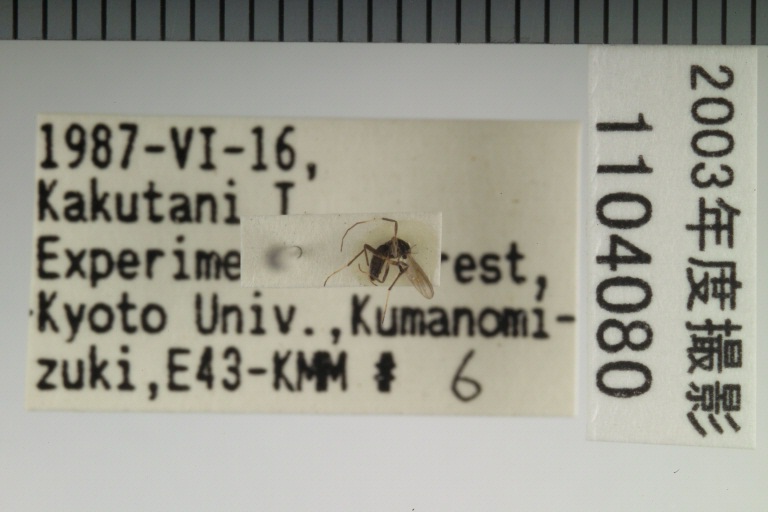 1987-VI-16,
Kakutani I
Experime est,
Kyoto Univ.,Kumanomi-
zuki,E43-KMM # 6
2003年度撮影
1104080